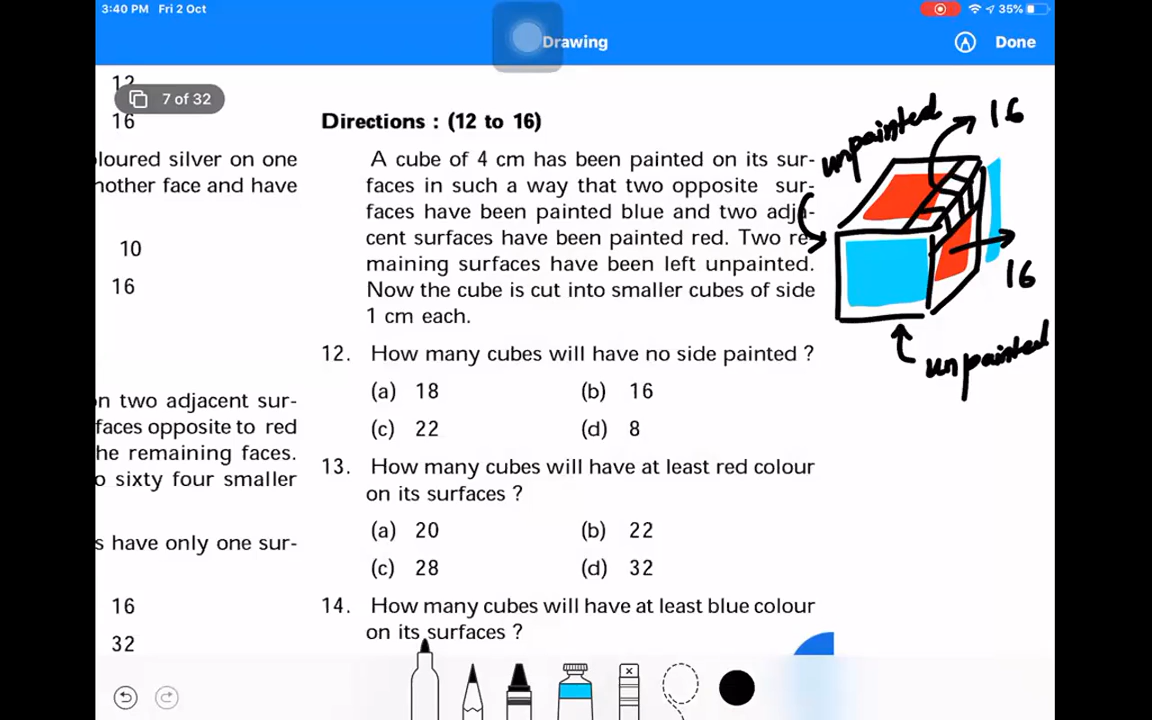 3:40 PM Fri 2 Oct
35%
Drawing
Done
7 of 32
12
16
loured silver on one
nother face and have
10
16
n two adjacent sur-
faces opposite to red
he remaining faces.
o sixty four smaller
s have only one sur-
16
32
Directions : (12 to 16)
A cube of 4 cm has been painted on its sur-
faces in such a way that two opposite sur-
faces have been painted blue and two adja-
cent surfaces have been painted red. Two re-
maining surfaces have been left unpainted.
Now the cube is cut into smaller cubes of side
1 cm each.
12. How many cubes will have no side painted ?
(a) 18 (b) 16
(c) 22 (d) 8
13. How many cubes will have at least red colour
on its surfaces ?
(a) 20 (b) 22
(c) 28 (d) 32
14. How many cubes will have at least blue colour
on its surfaces ?
unpainted
16
16
unpainted